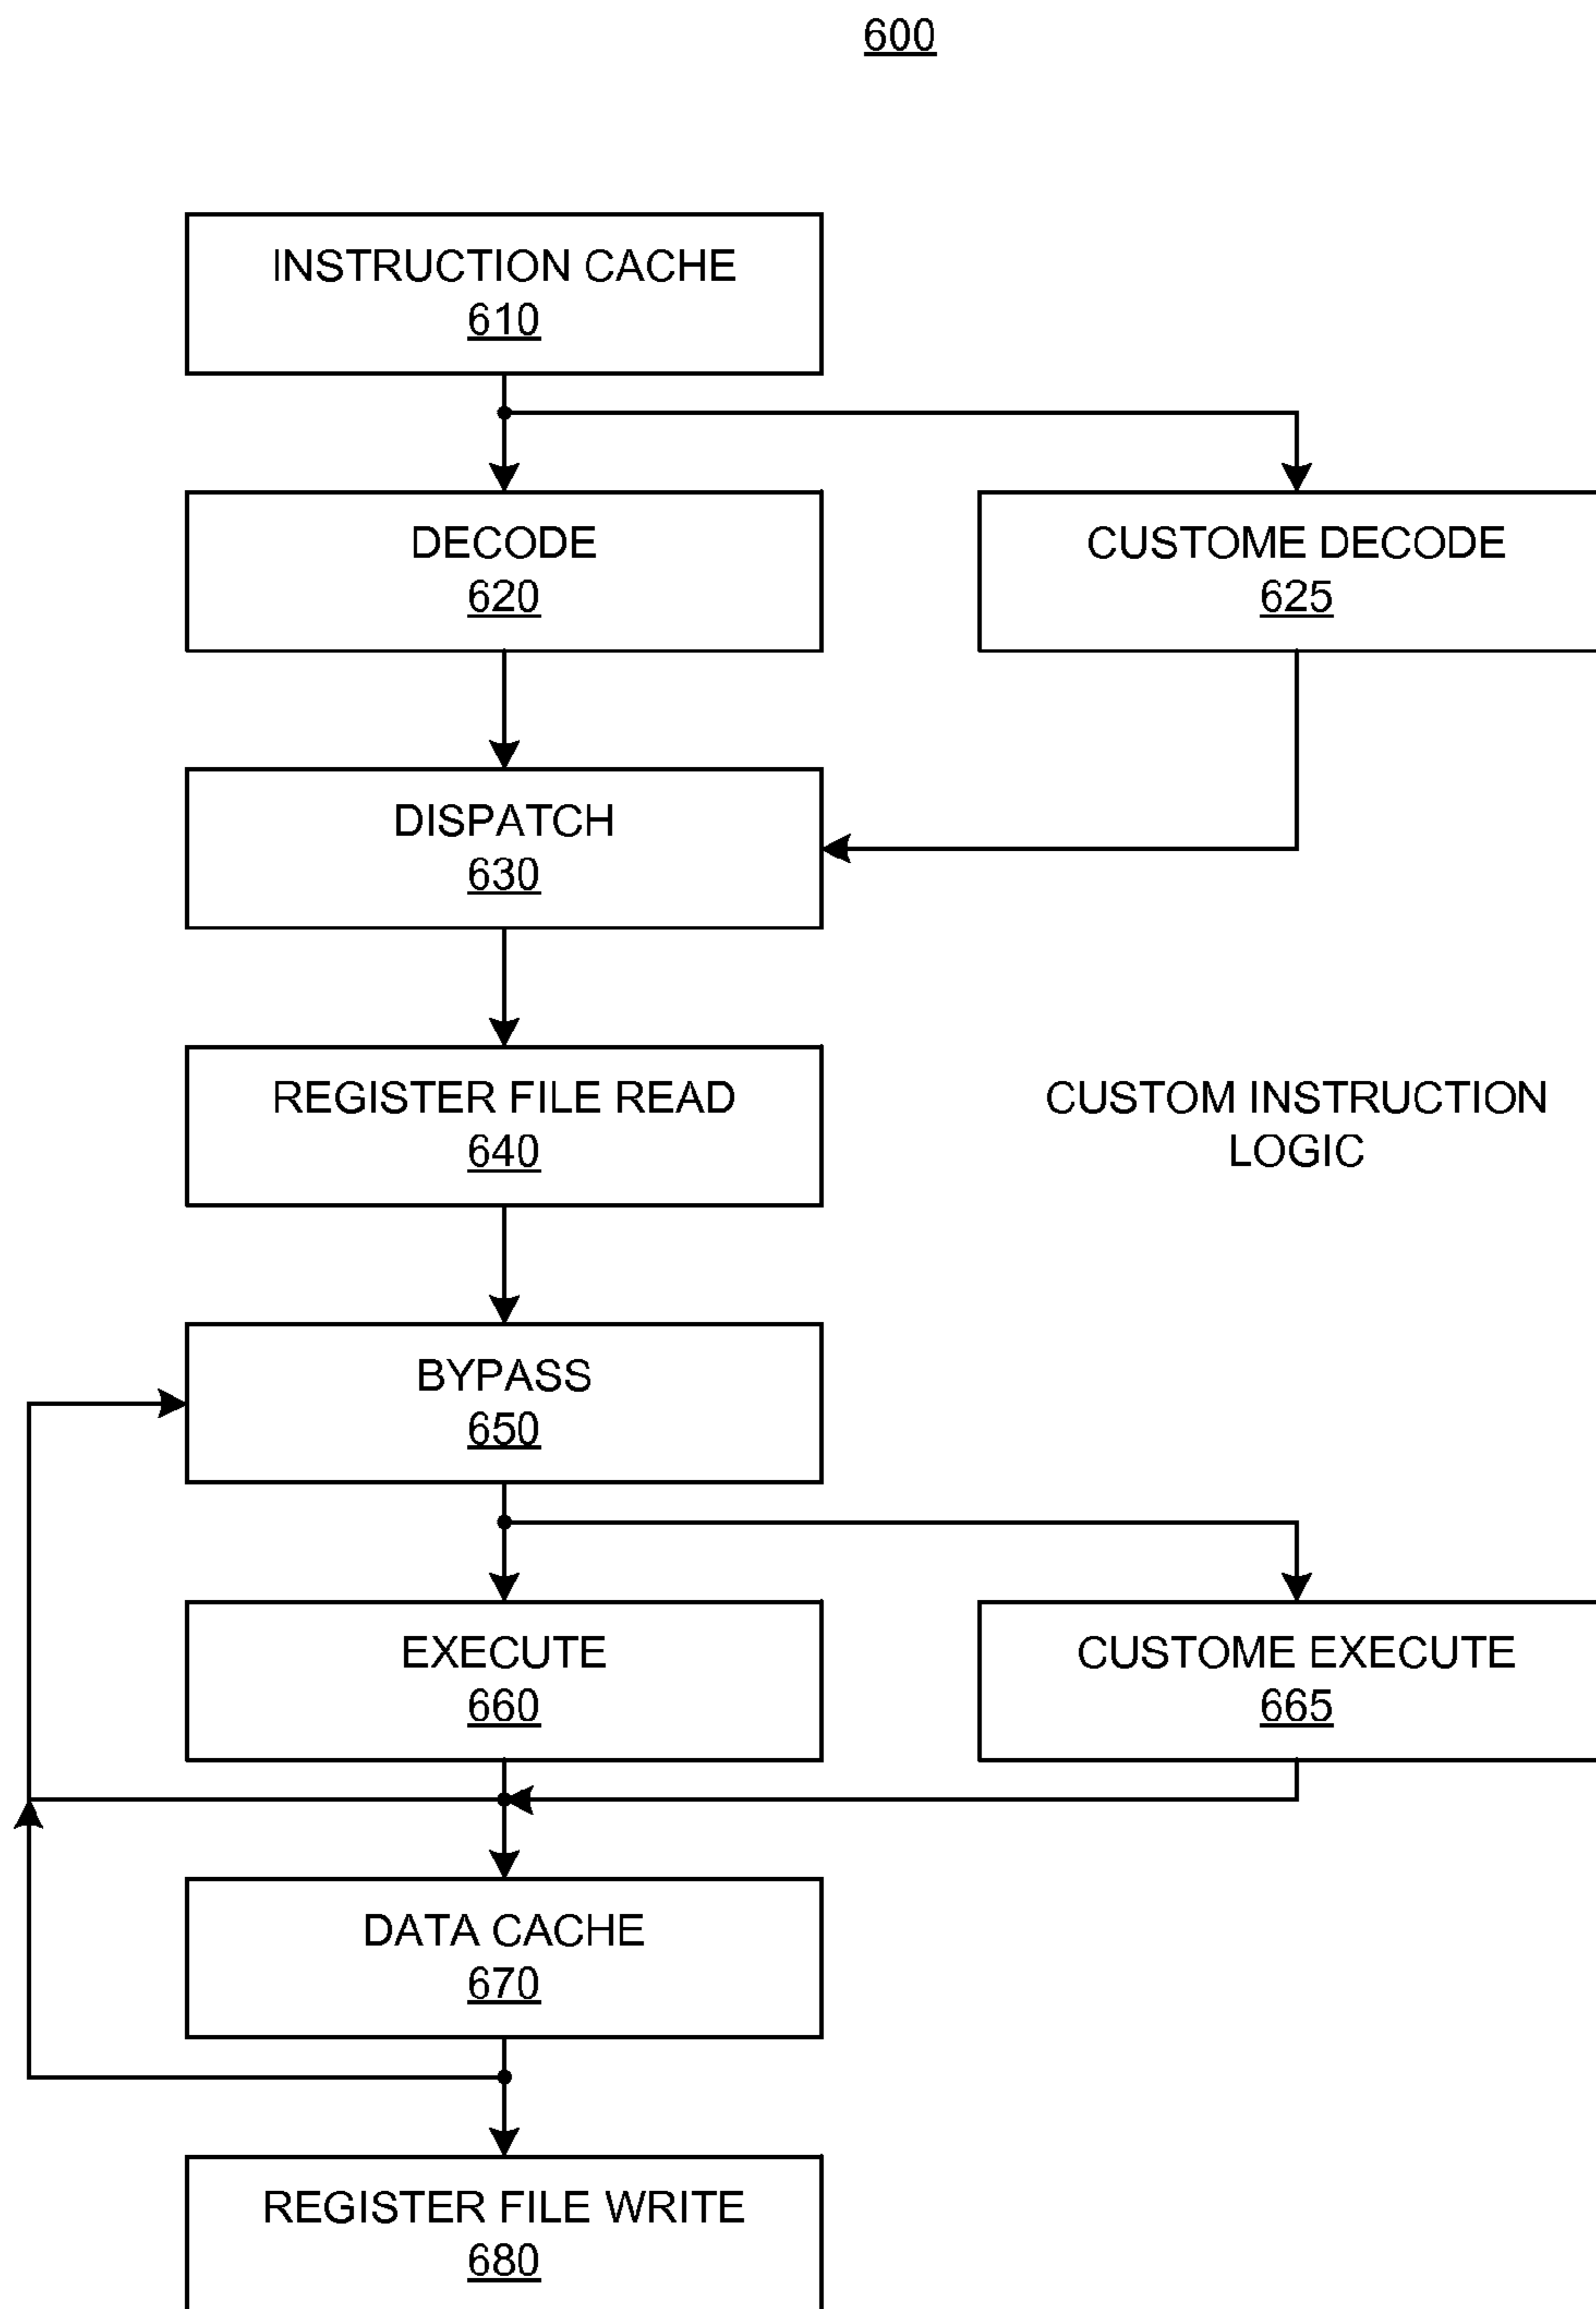 600
INSTRUCTION CACHE
610
DECODE
620
CUSTOME DECODE
625
DISPATCH
630
REGISTER FILE READ
640
CUSTOM INSTRUCTION
LOGIC
BYPASS
650
EXECUTE
660
CUSTOME EXECUTE
665
DATA CACHE
670
REGISTER FILE WRITE
680